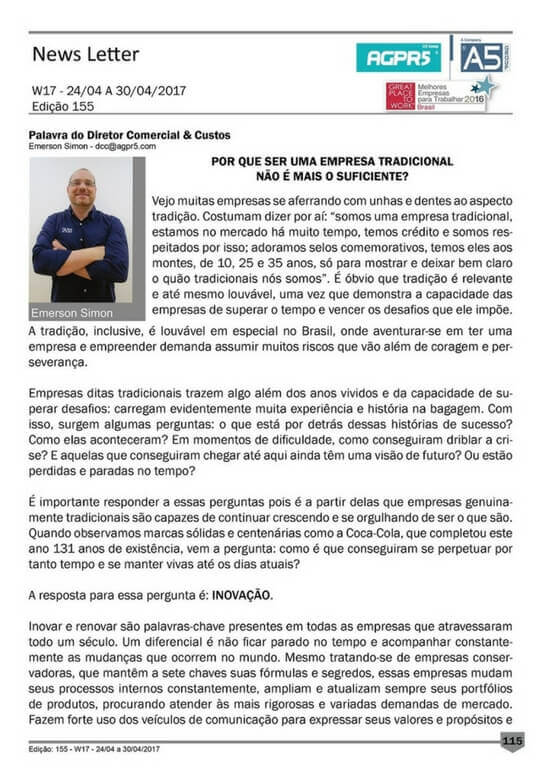 News Letter
AGPR5
A5
W17 - 24/04 A 30/04/2017
Edição 155
GREAT
PLACE
TO
WORK
Melhores
Empresas
para Trabalhar 2016
Brasil
Palavra do Diretor Comercial & Custos
Emerson Simon - dcc@agpr5.com
POR QUE SER UMA EMPRESA TRADICIONAL
NÃO É MAIS O SUFICIENTE?
Vejo muitas empresas se aferrando com unhas e dentes ao aspecto
tradição. Costumam dizer por aí: “somos uma empresa tradicional,
estamos no mercado há muito tempo, temos crédito e somos res-
peitados por isso; adoramos selos comemorativos, temos eles aos
montes, de 10, 25 e 35 anos, só para mostrar e deixar bem claro
o quão tradicionais nós somos”. É óbvio que tradição é relevante
e até mesmo louvável, uma vez que demonstra a capacidade das
empresas de superar o tempo e vencer os desafios que ele impõe.
Emerson Simon
A tradição, inclusive, é louvável em especial no Brasil, onde aventurar-se em ter uma
empresa e empreender demanda assumir muitos riscos que vão além de coragem e per-
severança.
Empresas ditas tradicionais trazem algo além dos anos vividos e da capacidade de su-
perar desafios: carregam evidentemente muita experiência e história na bagagem. Com
isso, surgem algumas perguntas: o que está por detrás dessas histórias de sucesso?
Como elas aconteceram? Em momentos de dificuldade, como conseguiram driblar a cri-
se? E aquelas que conseguiram chegar até aqui ainda têm uma visão de futuro? Ou estão
perdidas e paradas no tempo?
É importante responder a essas perguntas pois é a partir delas que empresas genuina-
mente tradicionais são capazes de continuar crescendo e se orgulhando de ser o que são.
Quando observamos marcas sólidas e centenárias como a Coca-Cola, que completou este
ano 131 anos de existência, vem a pergunta: como é que conseguiram se perpetuar por
tanto tempo e se manter vivas até os dias atuais?
A resposta para essa pergunta é: INOVAÇÃO.
Inovar e renovar são palavras-chave presentes em todas as empresas que atravessaram
todo um século. Um diferencial é não ficar parado no tempo e acompanhar constante-
mente as mudanças que ocorrem no mundo. Mesmo tratando-se de empresas conser-
vadoras, que mantêm a sete chaves suas fórmulas e segredos, essas empresas mudam
seus processos internos constantemente, ampliam e atualizam sempre seus portfólios
de produtos, procurando atender às mais rigorosas e variadas demandas de mercado.
Fazem forte uso dos veículos de comunicação para expressar seus valores e propósitos e
115
Edição: 155 - W17 - 24/04 a 30/04/2017